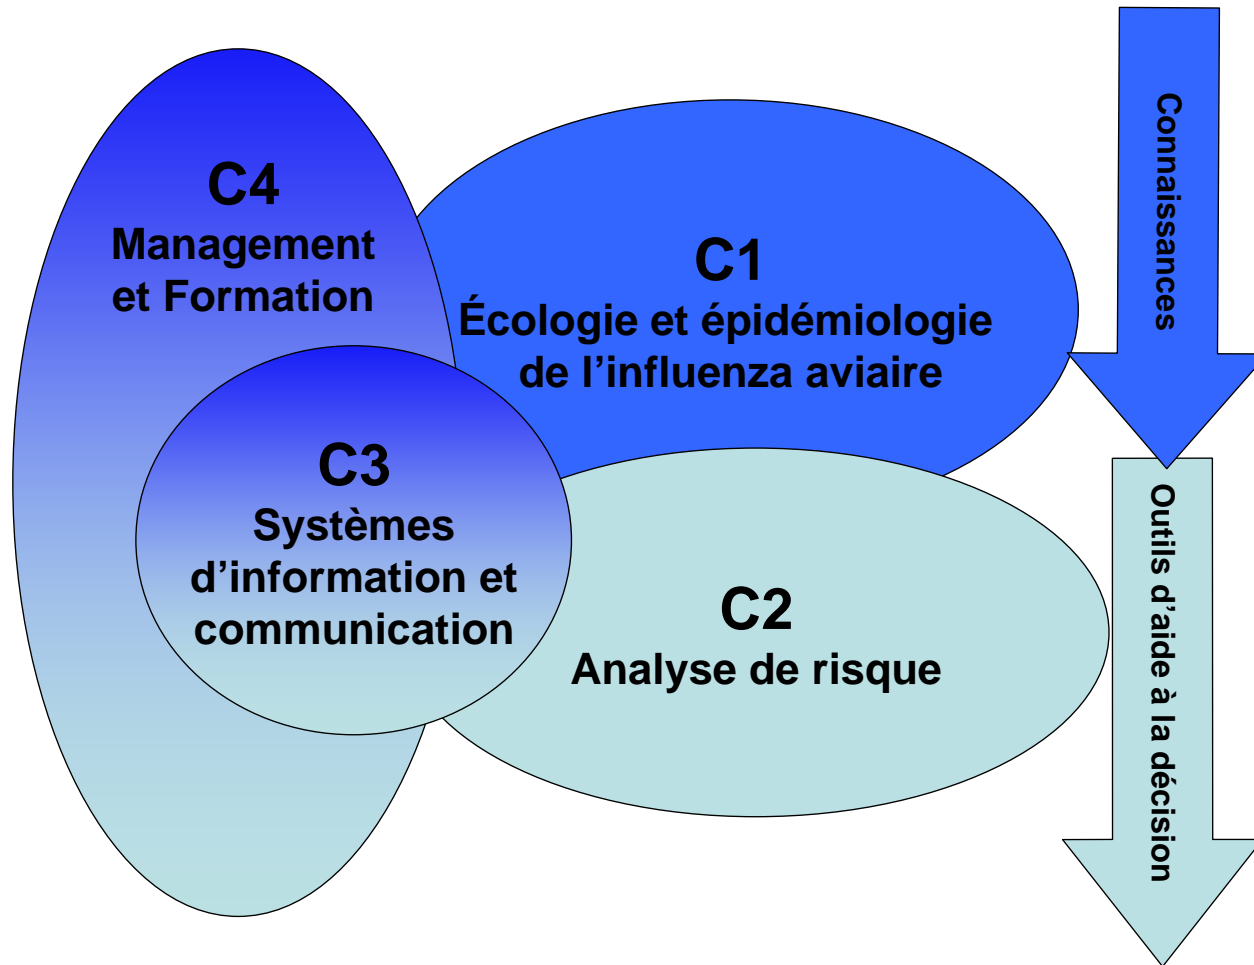 C4
Management
et Formation
C1
Écologie et épidémiologie
de l’influenza aviaire
C3
Systèmes
d’information et
communication
C2
Analyse de risque
Connaissances
Outils d’aide à la décision